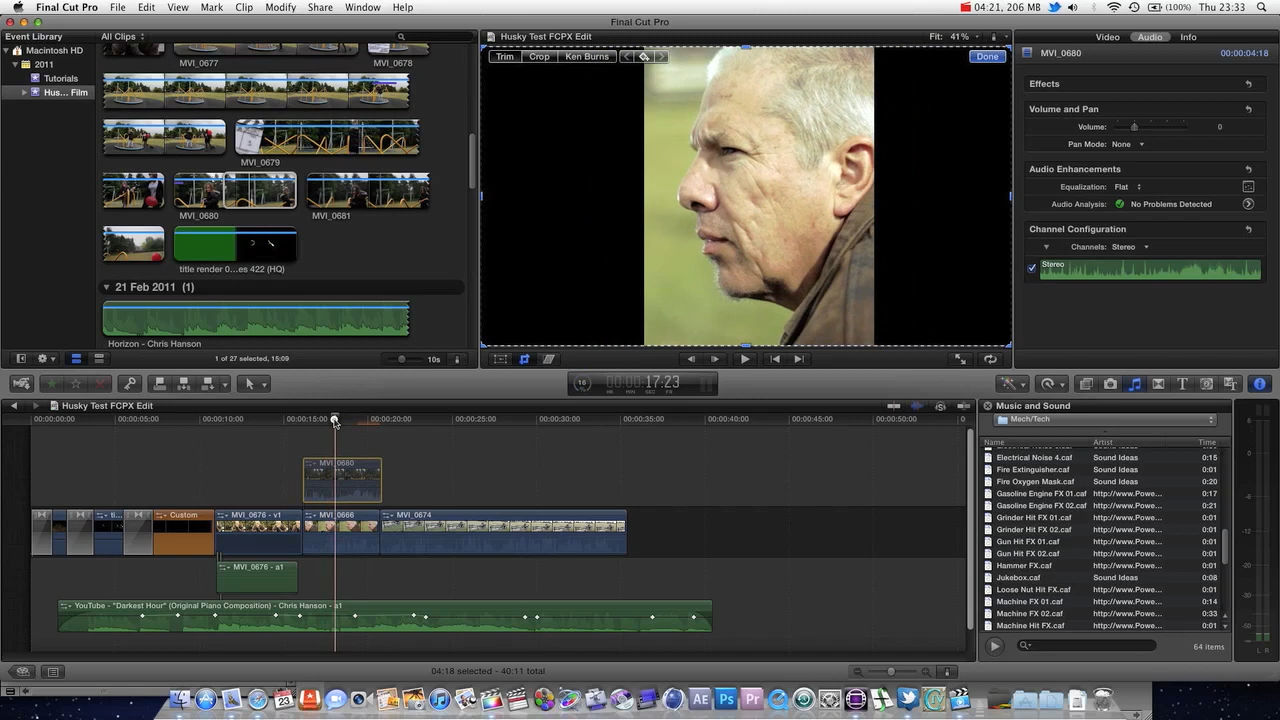 Final Cut Pro File Edit View Mark Clip Modify Share Window Help 04:21, 206 MB (100%) Thu 23:33
Final Cut Pro
Event Library All Clips
Macintosh HD
2011
Tutorials
Hus... Film
MVI_0677 MVI_0678
MVI_0679
MVI_0680 MVI_0681
title render 0...es 422 (HQ)
21 Feb 2011 (1)
Horizon - Chris Hanson
1 of 27 selected, 15:09 10s
Husky Test FCPX Edit Fit: 41%
Trim Crop Ken Burns Done
Video Audio Info
MVI_0680 00:00:04:18
Effects
Volume and Pan
Volume: 0
Pan Mode: None
Audio Enhancements
Equalization: Flat
Audio Analysis: No Problems Detected
Channel Configuration
Channels: Stereo
Stereo
00:00:17:23
Husky Test FCPX Edit
00:00:00:00 00:00:05:00 00:00:10:00 00:00:15:00 00:00:20:00 00:00:25:00 00:00:30:00 00:00:35:00 00:00:40:00 00:00:45:00 00:00:50:00 0
MVI_0680
ti... Custom MVI_0676 - v1 MVI_0666 MVI_0674
MVI_0676 - a1
YouTube - "Darkest Hour" (Original Piano Composition) - Chris Hanson - a1
04:18 selected - 40:11 total
Music and Sound
Mech/Tech
Name Artist Time
Electrical Noise 4.caf Sound Ideas 0:15
Fire Extinguisher.caf Sound Ideas 0:01
Fire Oxygen Mask.caf Sound Ideas 0:20
Gasoline Engine FX 01.caf http://www.Powe... 0:17
Gasoline Engine FX 02.caf http://www.Powe... 0:21
Grinder Hit FX 01.caf http://www.Powe... 0:01
Grinder Hit FX 02.caf http://www.Powe... 0:01
Gun Hit FX 01.caf http://www.Powe... 0:01
Gun Hit FX 02.caf http://www.Powe... 0:01
Hammer FX.caf http://www.Powe... 0:01
Jukebox.caf Sound Ideas 0:08
Loose Nut Hit FX.caf http://www.Powe... 0:01
Machine FX 01.caf http://www.Powe... 0:14
Machine FX 02.caf http://www.Powe... 0:33
Machine Hit FX.caf http://www.Powe... 0:01
64 items
6
0
-6
-12
-20
-30
-50
L R
Ae Ps Pr